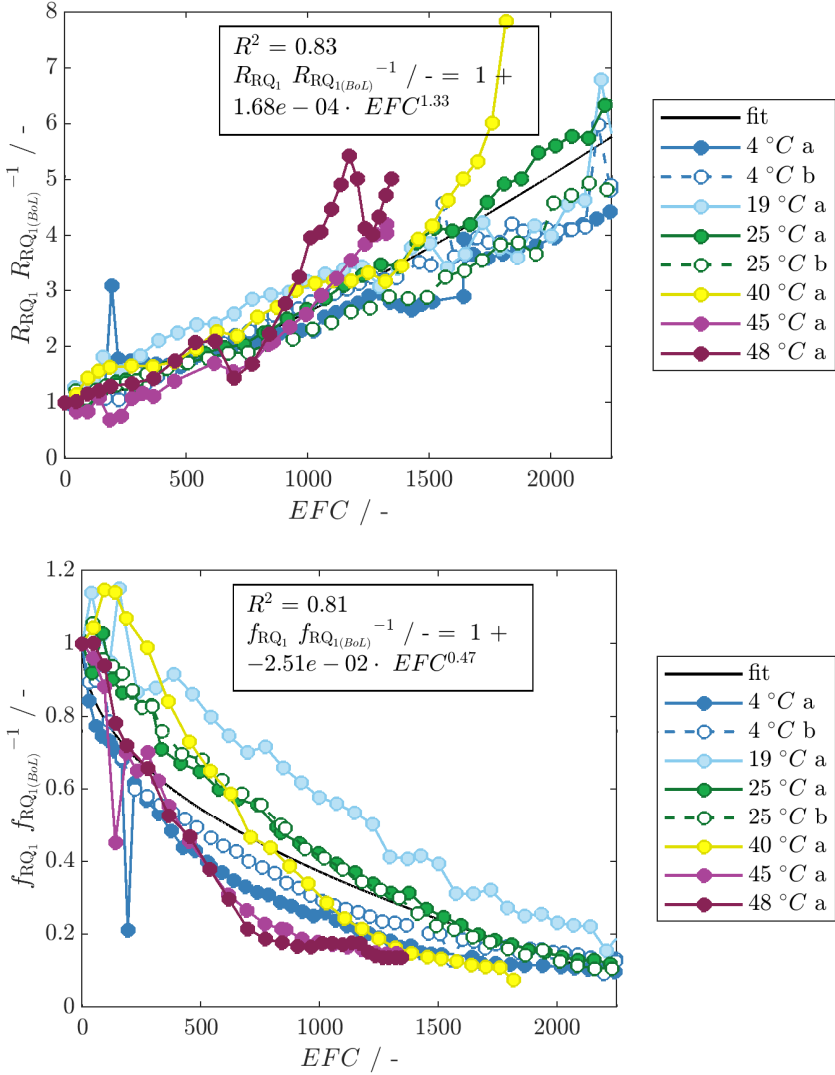 8
7
6
5
4
3
2
1
0
R_RQ₁ R_RQ₁(BoL)⁻¹ / -
R² = 0.83
R_RQ₁ R_RQ₁(BoL)⁻¹ / - = 1 +
1.68e − 04 · EFC^1.33
0 500 1000 1500 2000
EFC / -
fit
4 °C a
4 °C b
19 °C a
25 °C a
25 °C b
40 °C a
45 °C a
48 °C a
1.2
1
0.8
0.6
0.4
0.2
0
f_RQ₁ f_RQ₁(BoL)⁻¹ / -
R² = 0.81
f_RQ₁ f_RQ₁(BoL)⁻¹ / - = 1 +
−2.51e − 02 · EFC^0.47
0 500 1000 1500 2000
EFC / -
fit
4 °C a
4 °C b
19 °C a
25 °C a
25 °C b
40 °C a
45 °C a
48 °C a